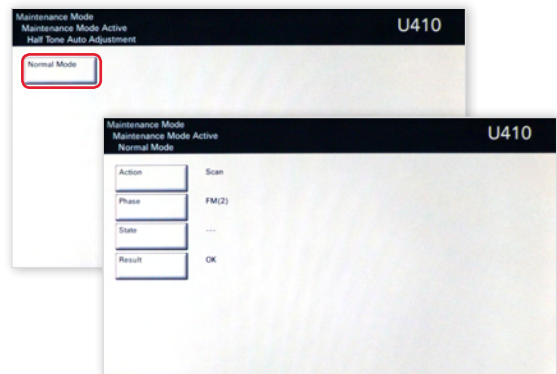 Maintenance Mode
Maintenance Mode Active
Half Tone Auto Adjustment
U410
Normal Mode
Maintenance Mode
Maintenance Mode Active
Normal Mode
U410
Action Scan
Phase FM(2)
State ---
Result OK